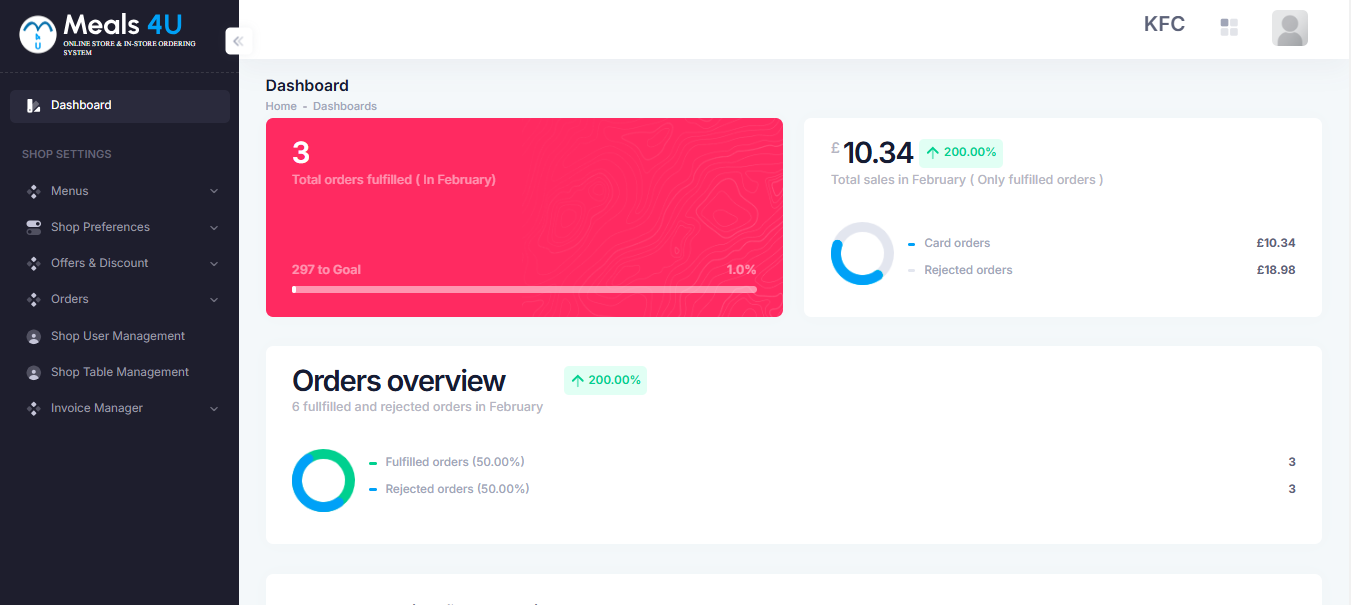 Meals 4U
ONLINE STORE & IN-STORE ORDERING
SYSTEM
KFC
Dashboard
SHOP SETTINGS
Menus
Shop Preferences
Offers & Discount
Orders
Shop User Management
Shop Table Management
Invoice Manager
Dashboard
Home - Dashboards
3
Total orders fulfilled ( In February)
297 to Goal 1.0%
£ 10.34 200.00%
Total sales in February ( Only fulfilled orders )
Card orders £10.34
Rejected orders £18.98
Orders overview 200.00%
6 fullfilled and rejected orders in February
Fulfilled orders (50.00%) 3
Rejected orders (50.00%) 3